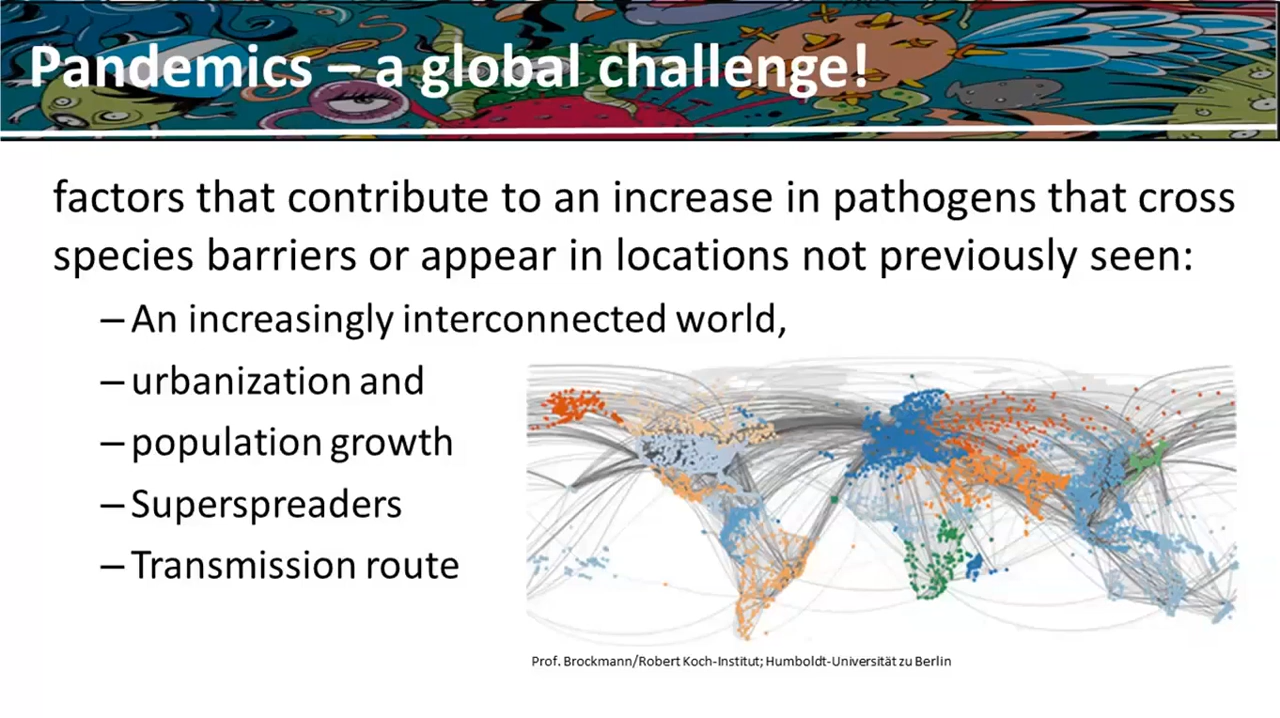 Pandemics – a global challenge!
factors that contribute to an increase in pathogens that cross
species barriers or appear in locations not previously seen:
– An increasingly interconnected world,
– urbanization and
– population growth
– Superspreaders
– Transmission route
Prof. Brockmann/Robert Koch-Institut; Humboldt-Universität zu Berlin